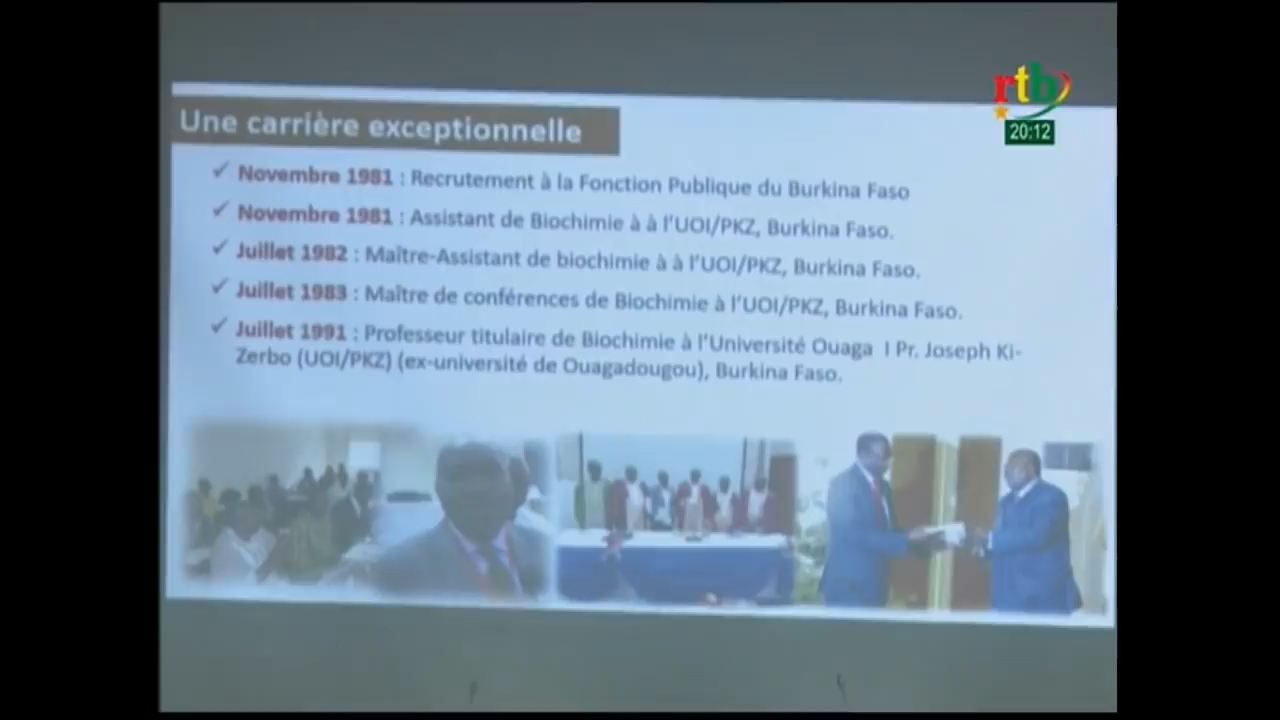 rtb
20:12
Une carrière exceptionnelle
✓ Novembre 1981 : Recrutement à la Fonction Publique du Burkina Faso
✓ Novembre 1981 : Assistant de Biochimie à à l'UOI/PKZ, Burkina Faso.
✓ Juillet 1982 : Maître-Assistant de biochimie à à l'UOI/PKZ, Burkina Faso.
✓ Juillet 1983 : Maître de conférences de Biochimie à l'UOI/PKZ, Burkina Faso.
✓ Juillet 1991 : Professeur titulaire de Biochimie à l'Université Ouaga I Pr. Joseph Ki-
Zerbo (UOI/PKZ) (ex-université de Ouagadougou), Burkina Faso.